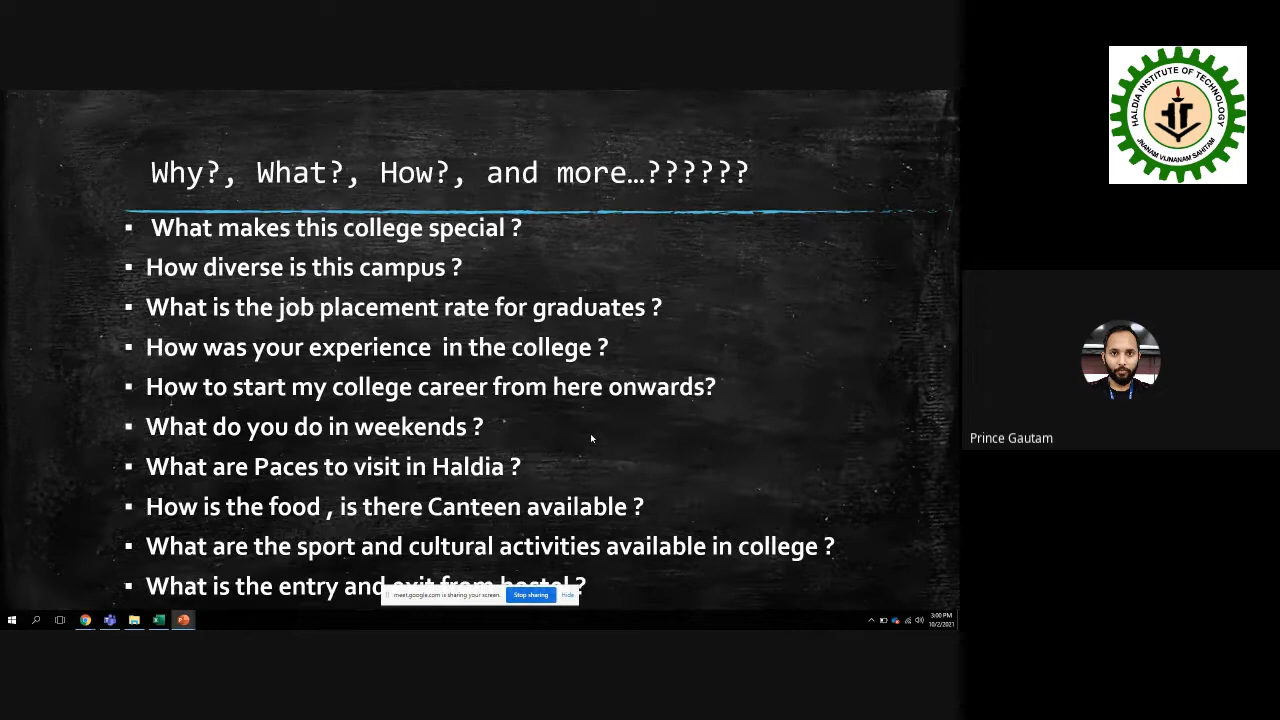 HALDIA INSTITUTE OF TECHNOLOGY
JNANAM VIJNANAM SAHITAM
Why?, What?, How?, and more…??????
▪ What makes this college special ?
▪ How diverse is this campus ?
▪ What is the job placement rate for graduates ?
▪ How was your experience in the college ?
▪ How to start my college career from here onwards?
▪ What do you do in weekends ?
▪ What are Paces to visit in Haldia ?
▪ How is the food , is there Canteen available ?
▪ What are the sport and cultural activities available in college ?
▪ What is the entry and exit from hostel ?
meet.google.com is sharing your screen. Stop sharing Hide
3:00 PM
10/2/2021
Prince Gautam